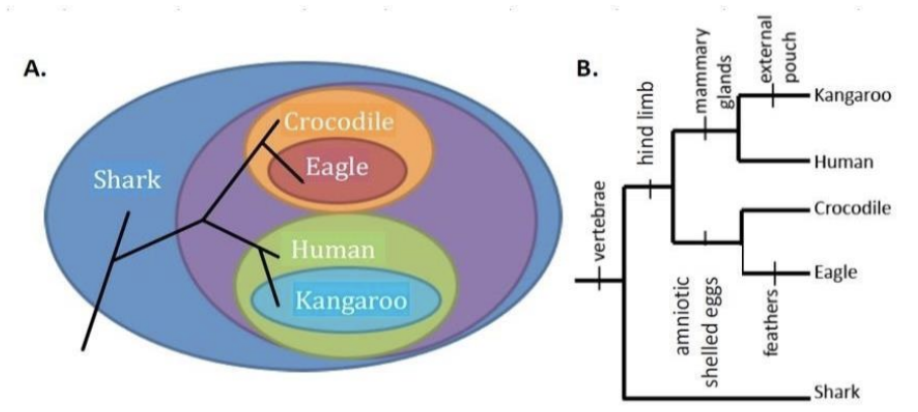 A.
Shark
Crocodile
Eagle
Human
Kangaroo
B.
vertebrae
hind limb
mammary
glands
external
pouch
amniotic
shelled eggs
feathers
Kangaroo
Human
Crocodile
Eagle
Shark